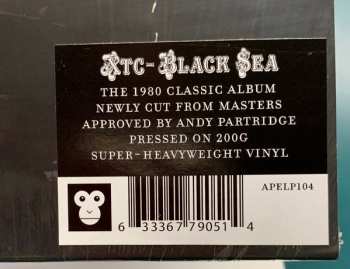 XTC-BLACK SEA
THE 1980 CLASSIC ALBUM
NEWLY CUT FROM MASTERS
APPROVED BY ANDY PARTRIDGE
PRESSED ON 200G
SUPER-HEAVYWEIGHT VINYL
APELP104
6 33367 79051 4